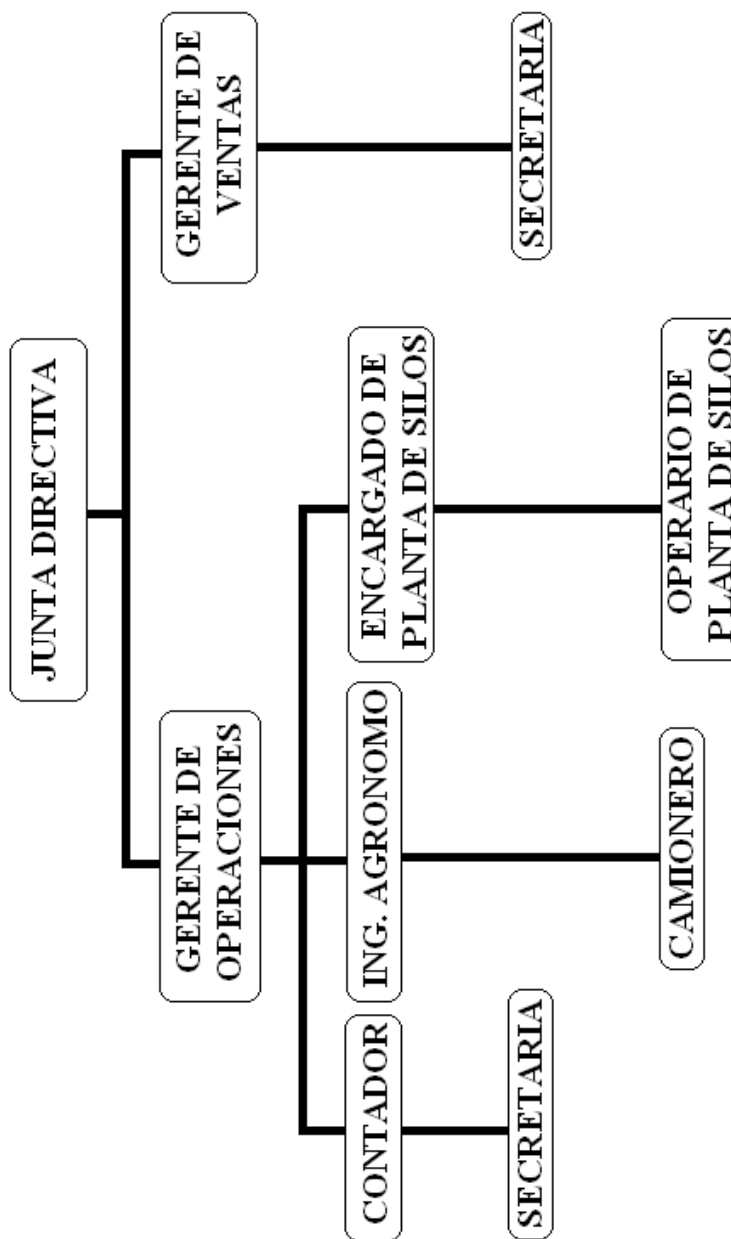 JUNTA DIRECTIVA
GERENTE DE
OPERACIONES
GERENTE DE
VENTAS
CONTADOR
ING. AGRONOMO
ENCARGADO DE
PLANTA DE SILOS
SECRETARIA
SECRETARIA
CAMIONERO
OPERARIO DE
PLANTA DE SILOS